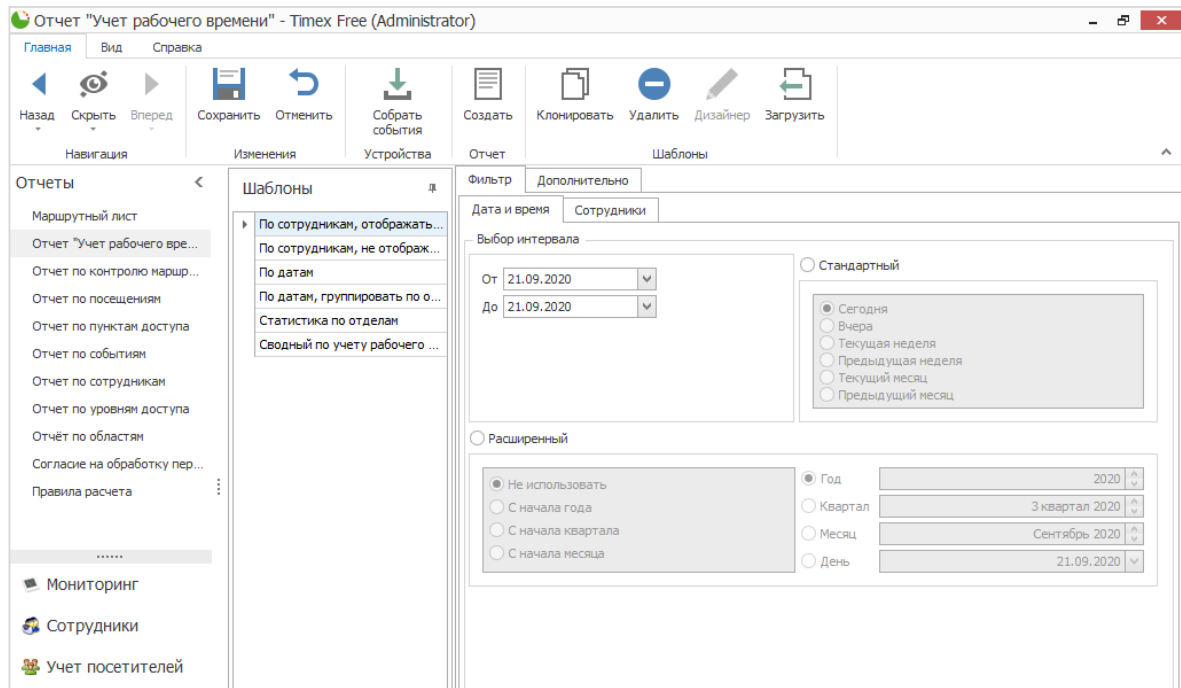 Отчет "Учет рабочего времени" - Timex Free (Administrator)
Главная Вид Справка
Назад Скрыть Вперед Сохранить Отменить Собрать события Создать Клонировать Удалить Дизайнер Загрузить
Навигация Изменения Устройства Отчет Шаблоны
Отчеты
Маршрутный лист
Отчет "Учет рабочего вре...
Отчет по контролю маршр...
Отчет по посещениям
Отчет по пунктам доступа
Отчет по событиям
Отчет по сотрудникам
Отчет по уровням доступа
Отчёт по областям
Согласие на обработку пер...
Правила расчета
Мониторинг
Сотрудники
Учет посетителей
Шаблоны
По сотрудникам, отображать...
По сотрудникам, не отображ...
По датам
По датам, группировать по о...
Статистика по отделам
Сводный по учету рабочего ...
Фильтр Дополнительно
Дата и время Сотрудники
Выбор интервала
От 21.09.2020
До 21.09.2020
Стандартный
Сегодня
Вчера
Текущая неделя
Предыдущая неделя
Текущий месяц
Предыдущий месяц
Расширенный
Не использовать
С начала года
С начала квартала
С начала месяца
Год 2020
Квартал 3 квартал 2020
Месяц Сентябрь 2020
День 21.09.2020